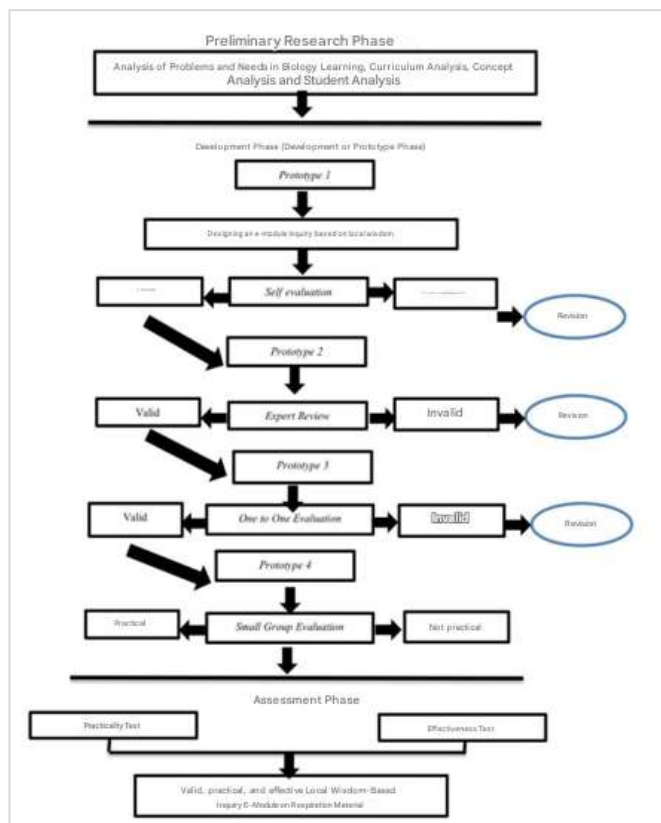 Preliminary Research Phase
Analysis of Problems and Needs in Biology Learning, Curriculum Analysis, Concept
Analysis and Student Analysis
Development Phase (Development or Prototype Phase)
Prototype 1
Designing an e-module inquiry based on local wisdom
Self evaluation
Revision
Prototype 2
Valid
Expert Review
Invalid
Revision
Prototype 3
Valid
One to One Evaluation
Invalid
Revision
Prototype 4
Practical
Small Group Evaluation
Not practical
Assessment Phase
Practicality Test
Effectiveness Test
Valid, practical, and effective Local Wisdom-Based
Inquiry E-Module on Respiration Material